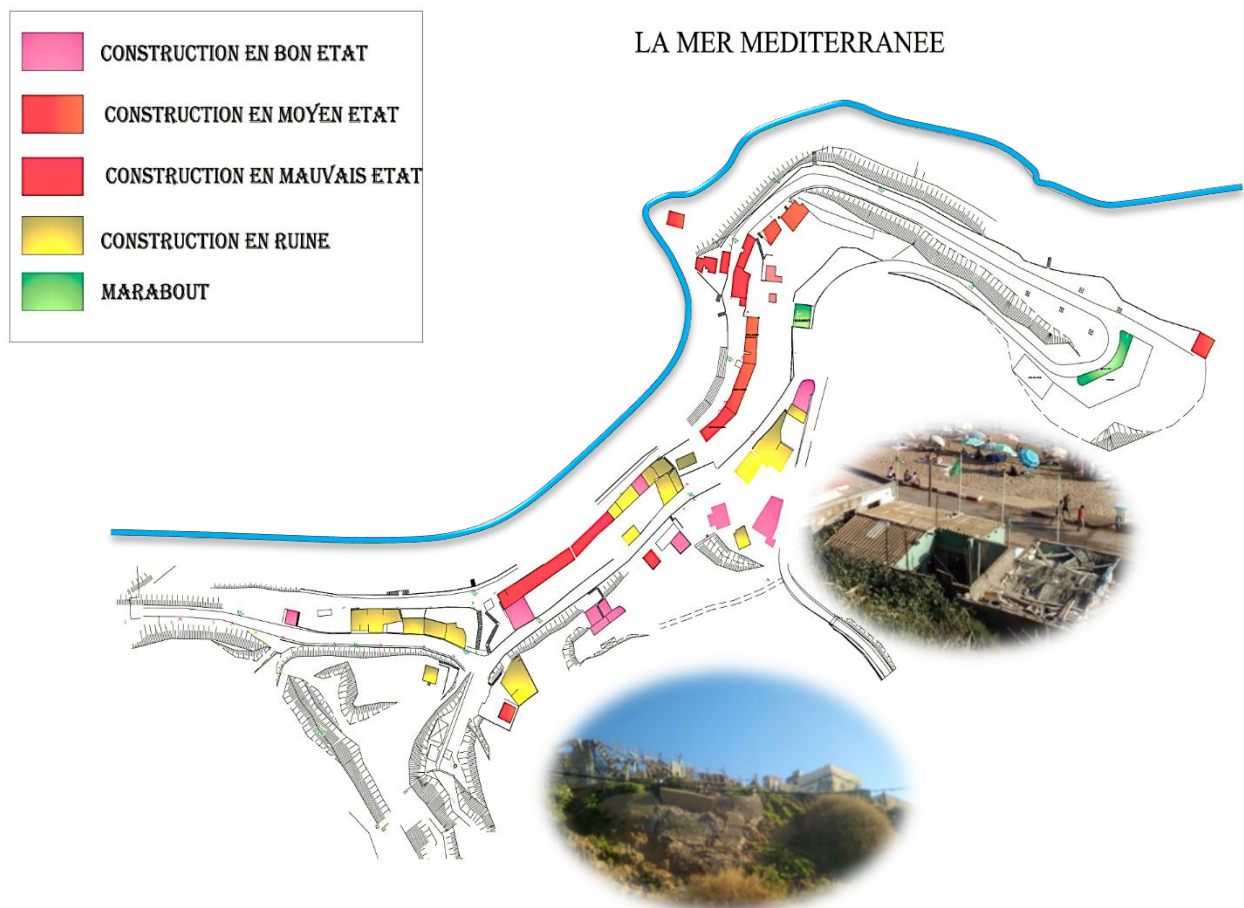 CONSTRUCTION EN BON ETAT
LA MER MEDITERRANEE
CONSTRUCTION EN MOYEN ETAT
CONSTRUCTION EN MAUVAIS ETAT
CONSTRUCTION EN RUINE
MARABOUT